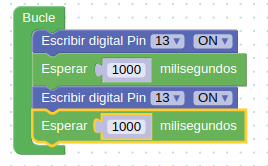 Bucle
Escribir digital Pin 13 ON
Esperar 1000 milisegundos
Escribir digital Pin 13 ON
Esperar 1000 milisegundos